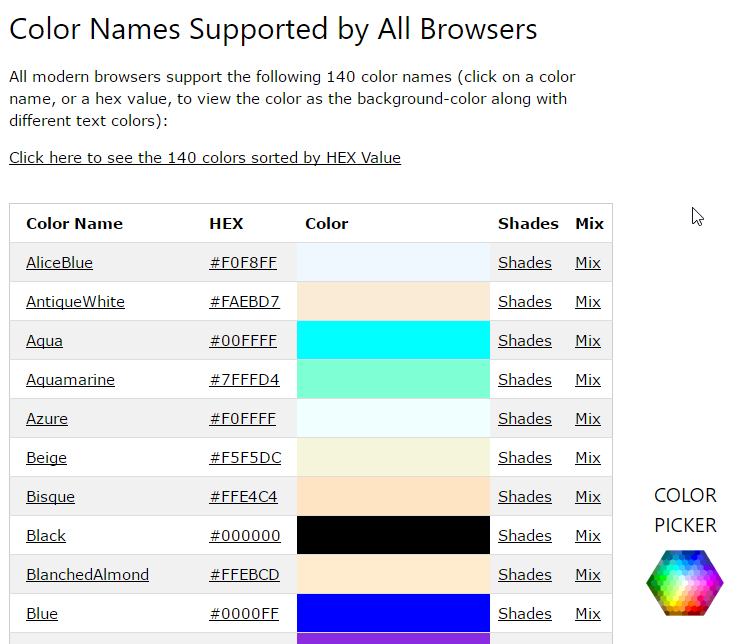 Color Names Supported by All Browsers
All modern browsers support the following 140 color names (click on a color
name, or a hex value, to view the color as the background-color along with
different text colors):
Click here to see the 140 colors sorted by HEX Value
Color Name HEX Color Shades Mix
AliceBlue #F0F8FF Shades Mix
AntiqueWhite #FAEBD7 Shades Mix
Aqua #00FFFF Shades Mix
Aquamarine #7FFFD4 Shades Mix
Azure #F0FFFF Shades Mix
Beige #F5F5DC Shades Mix
Bisque #FFE4C4 Shades Mix
Black #000000 Shades Mix
BlanchedAlmond #FFEBCD Shades Mix
Blue #0000FF Shades Mix
COLOR
PICKER